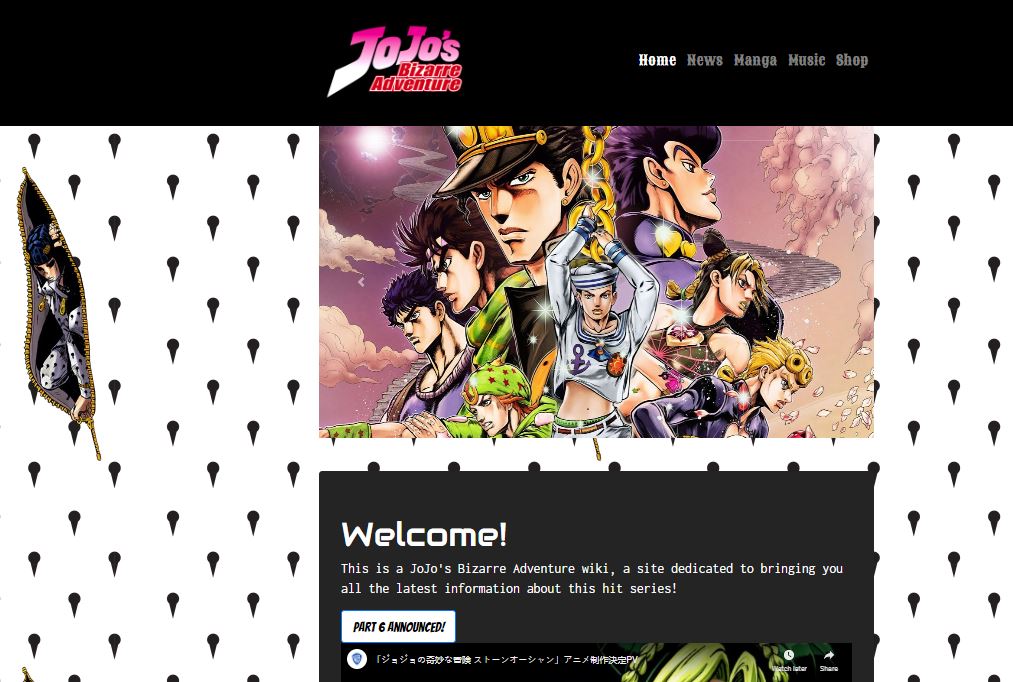 JoJo's
Bizarre
Adventure
Home News Manga Music Shop
Welcome!
This is a JoJo's Bizarre Adventure wiki, a site dedicated to bringing you
all the latest information about this hit series!
PART 6 ANNOUNCED!
「ジョジョの奇妙な冒険 ストーンオーシャン」アニメ制作決定PV
Watch later Share